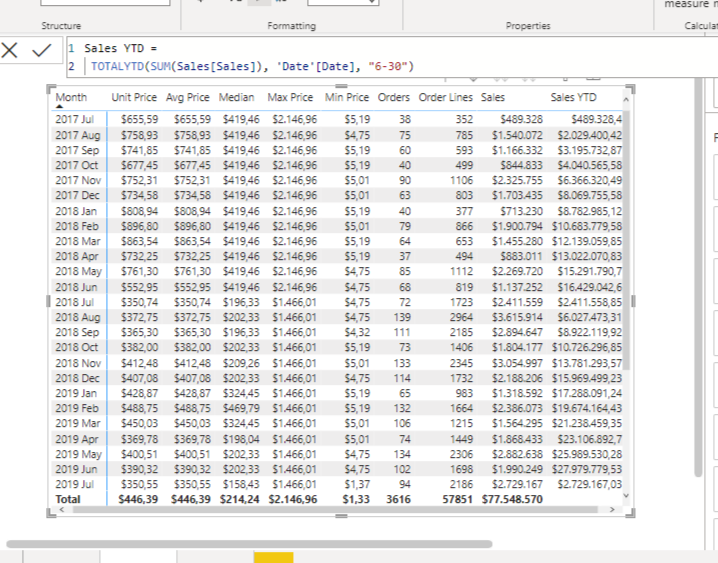 measure
Structure
Formatting
Properties
Calcula
1 Sales YTD =
2 TOTALYTD(SUM(Sales[Sales]), 'Date'[Date], "6-30")
Month Unit Price Avg Price Median Max Price Min Price Orders Order Lines Sales Sales YTD
2017 Jul $655,59 $655,59 $419,46 $2.146,96 $5,19 38 352 $489.328 $489.328,4
2017 Aug $758,93 $758,93 $419,46 $2.146,96 $4,75 75 785 $1.540.072 $2.029.400,42
2017 Sep $741,85 $741,85 $419,46 $2.146,96 $5,19 60 593 $1.166.332 $3.195.732,87
2017 Oct $677,45 $677,45 $419,46 $2.146,96 $5,19 40 499 $844.833 $4.040.565,58
2017 Nov $752,31 $752,31 $419,46 $2.146,96 $5,01 90 1106 $2.325.755 $6.366.320,49
2017 Dec $734,58 $734,58 $419,46 $2.146,96 $5,01 63 803 $1.703.435 $8.069.755,58
2018 Jan $808,94 $808,94 $419,46 $2.146,96 $5,19 40 377 $713.230 $8.782.985,12
2018 Feb $896,80 $896,80 $419,46 $2.146,96 $5,01 79 866 $1.900.794 $10.683.779,58
2018 Mar $863,54 $863,54 $419,46 $2.146,96 $5,19 64 653 $1.455.280 $12.139.059,85
2018 Apr $732,25 $732,25 $419,46 $2.146,96 $5,19 37 494 $883.011 $13.022.070,83
2018 May $761,30 $761,30 $419,46 $2.146,96 $4,75 85 1112 $2.269.720 $15.291.790,7
2018 Jun $552,95 $552,95 $419,46 $2.146,96 $4,75 68 819 $1.137.252 $16.429.042,6
2018 Jul $350,74 $350,74 $196,33 $1.466,01 $4,75 72 1723 $2.411.559 $2.411.558,85
2018 Aug $372,75 $372,75 $202,33 $1.466,01 $4,75 139 2964 $3.615.914 $6.027.473,31
2018 Sep $365,30 $365,30 $196,33 $1.466,01 $4,32 111 2185 $2.894.647 $8.922.119,92
2018 Oct $382,00 $382,00 $202,33 $1.466,01 $5,19 73 1406 $1.804.177 $10.726.296,85
2018 Nov $412,48 $412,48 $209,26 $1.466,01 $5,01 133 2345 $3.054.997 $13.781.293,57
2018 Dec $407,08 $407,08 $202,33 $1.466,01 $4,75 114 1732 $2.188.206 $15.969.499,23
2019 Jan $428,87 $428,87 $324,45 $1.466,01 $5,19 65 983 $1.318.592 $17.288.091,24
2019 Feb $488,75 $488,75 $469,79 $1.466,01 $5,19 132 1664 $2.386.073 $19.674.164,43
2019 Mar $450,03 $450,03 $324,45 $1.466,01 $5,01 106 1215 $1.564.295 $21.238.459,35
2019 Apr $369,78 $369,78 $198,04 $1.466,01 $5,01 74 1449 $1.868.433 $23.106.892,7
2019 May $400,51 $400,51 $202,33 $1.466,01 $4,75 134 2306 $2.882.638 $25.989.530,28
2019 Jun $390,32 $390,32 $202,33 $1.466,01 $4,75 102 1698 $1.990.249 $27.979.779,53
2019 Jul $350,55 $350,55 $158,43 $1.466,01 $1,37 94 2186 $2.729.167 $2.729.167,03
Total $446,39 $446,39 $214,24 $2.146,96 $1,33 3616 57851 $77.548.570